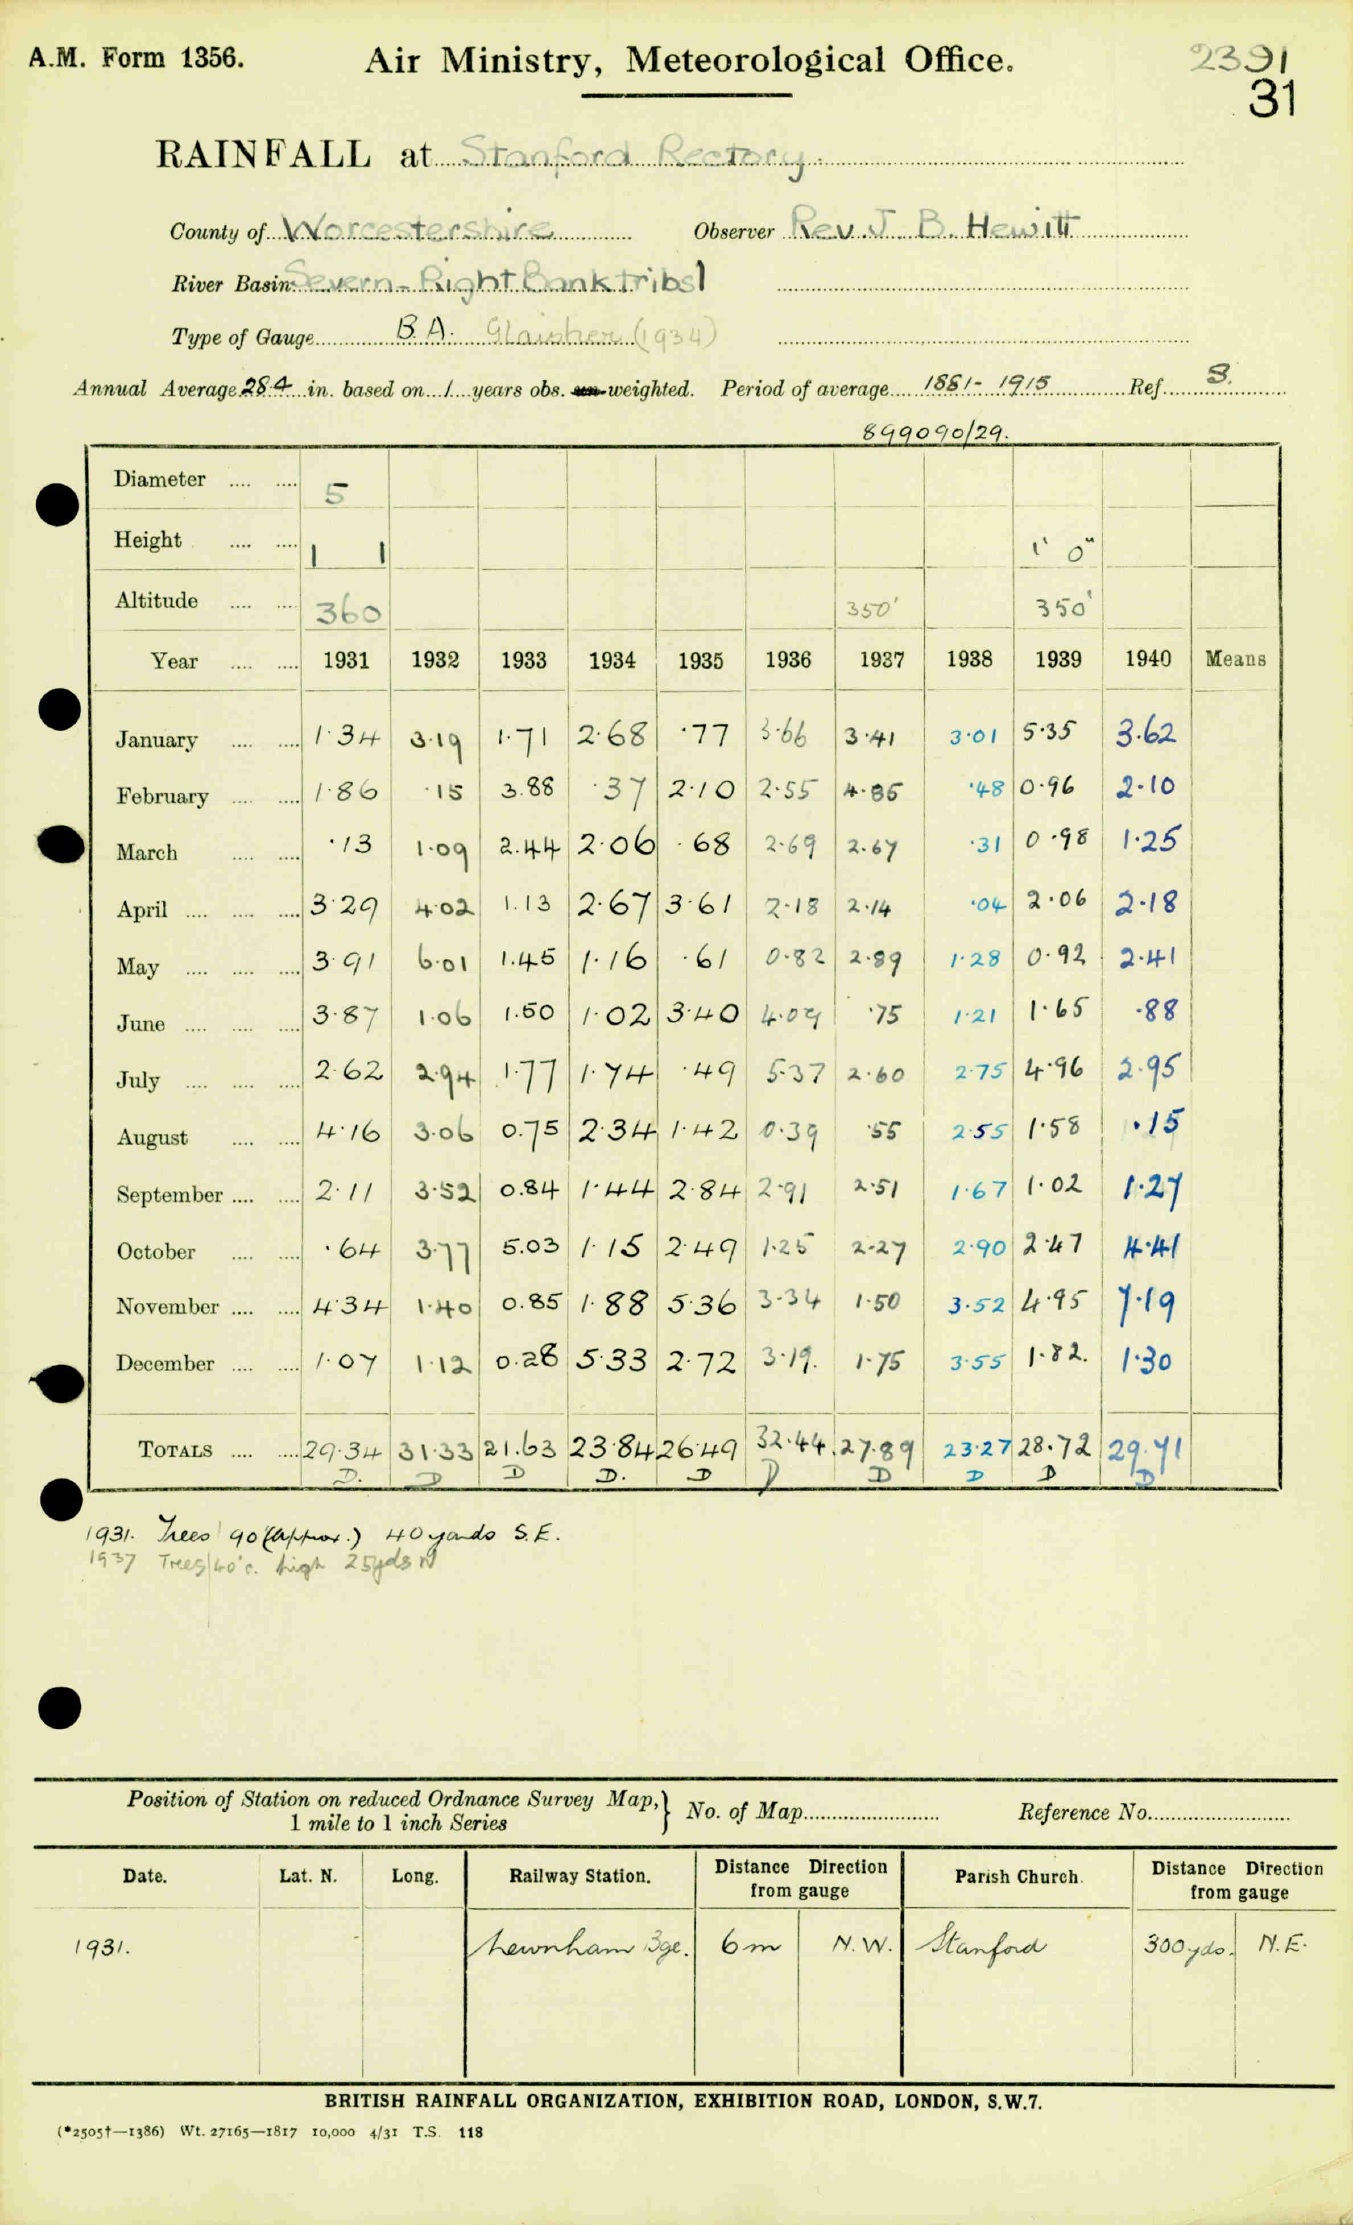 A.M. Form 1356. Air Ministry, Meteorological Office. 2391
31
RAINFALL at Stanford Rectory.
County of Worcestershire Observer Rev. J. B. Hewitt
River Basin Severn - Right Bank tribs
Type of Gauge B.A. Glaisher (1934)
Annual Average 28.4 in. based on 1 years obs. weighted. Period of average 1881 - 1915 Ref. S.
899090/29.
Diameter 5
Height 1 1 1' 0"
Altitude 360 350' 350'
Year 1931 1932 1933 1934 1935 1936 1937 1938 1939 1940 Means
January 1.34 3.19 1.71 2.68 .77 3.66 3.41 3.01 5.35 3.62
February 1.86 .15 3.88 .37 2.10 2.55 4.85 .48 0.96 2.10
March .13 1.09 2.44 2.06 .68 2.69 2.67 .31 0.98 1.25
April 3.29 4.02 1.13 2.67 3.61 2.18 2.14 .04 2.06 2.18
May 3.91 6.01 1.45 1.16 .61 0.82 2.89 1.28 0.92 2.41
June 3.87 1.06 1.50 1.02 3.40 4.09 .75 1.21 1.65 .88
July 2.62 2.94 1.77 1.74 .49 5.37 2.60 2.75 4.96 2.95
August 4.16 3.06 0.75 2.34 1.42 0.39 .55 2.55 1.58 .15
September 2.11 3.52 0.84 1.44 2.84 2.91 2.51 1.67 1.02 1.27
October .64 3.77 5.03 1.15 2.49 1.25 2.27 2.90 2.47 4.41
November 4.34 1.40 0.85 1.88 5.36 3.34 1.50 3.52 4.95 7.19
December 1.07 1.12 0.28 5.33 2.72 3.19. 1.75 3.55 1.82. 1.30
TOTALS 29.34 31.33 21.63 23.84 26.49 32.44 27.89 23.27 28.72 29.71
D. D D D. D D D D D D
1931. Trees 90 (approx.) 40 yards S.E.
1937 Trees 40' c. high 25yds N
Position of Station on reduced Ordnance Survey Map, } No. of Map Reference No.
1 mile to 1 inch Series
Date. Lat. N. Long. Railway Station. Distance Direction from gauge Parish Church. Distance Direction from gauge
1931. Newnham Bge. 6m N.W. Stanford 300 yds. N.E.
BRITISH RAINFALL ORGANIZATION, EXHIBITION ROAD, LONDON, S.W.7.
(*2505†—1386) Wt. 27165—1817 10,000 4/31 T.S. 118